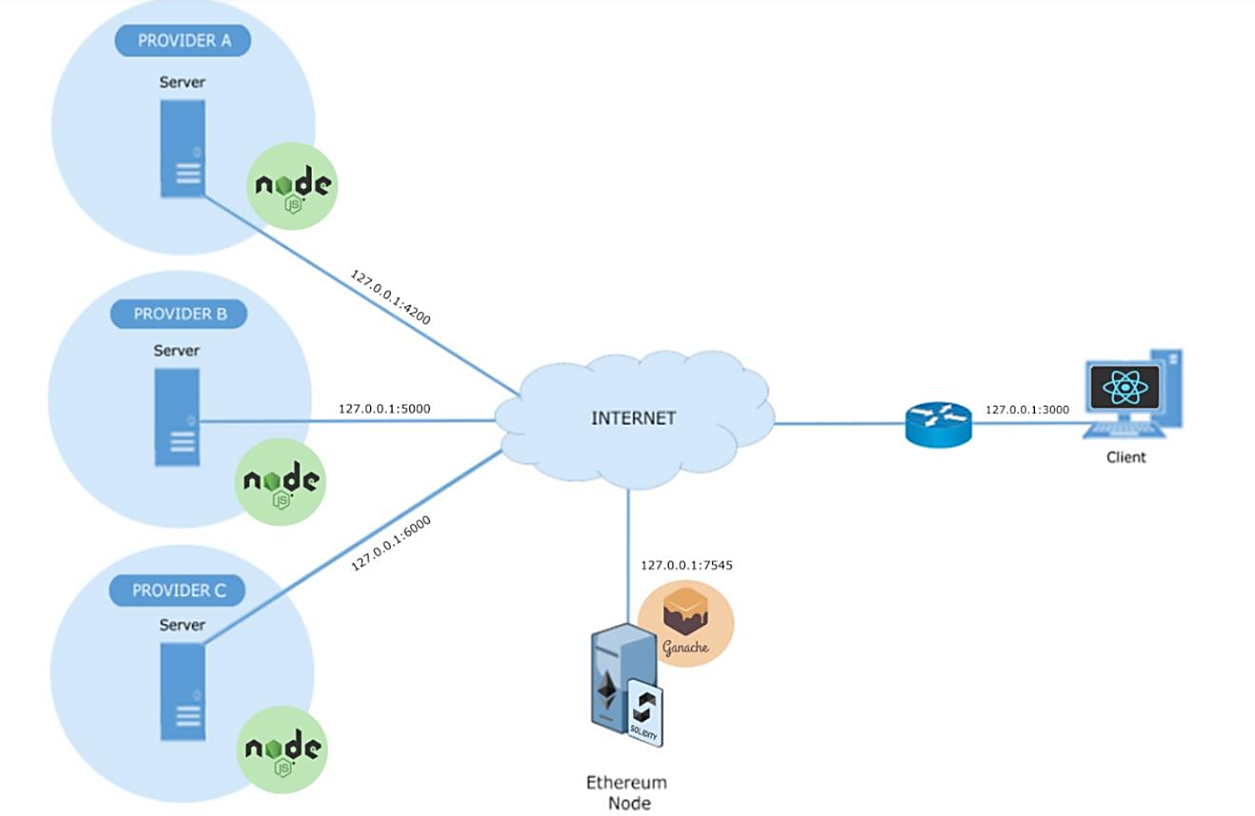 PROVIDER A
Server
node
JS
127.0.0.1:4200
PROVIDER B
Server
127.0.0.1:5000
node
JS
PROVIDER C
Server
127.0.0.1:6000
node
JS
INTERNET
127.0.0.1:3000
Client
127.0.0.1:7545
Ganache
SOLIDITY
Ethereum
Node